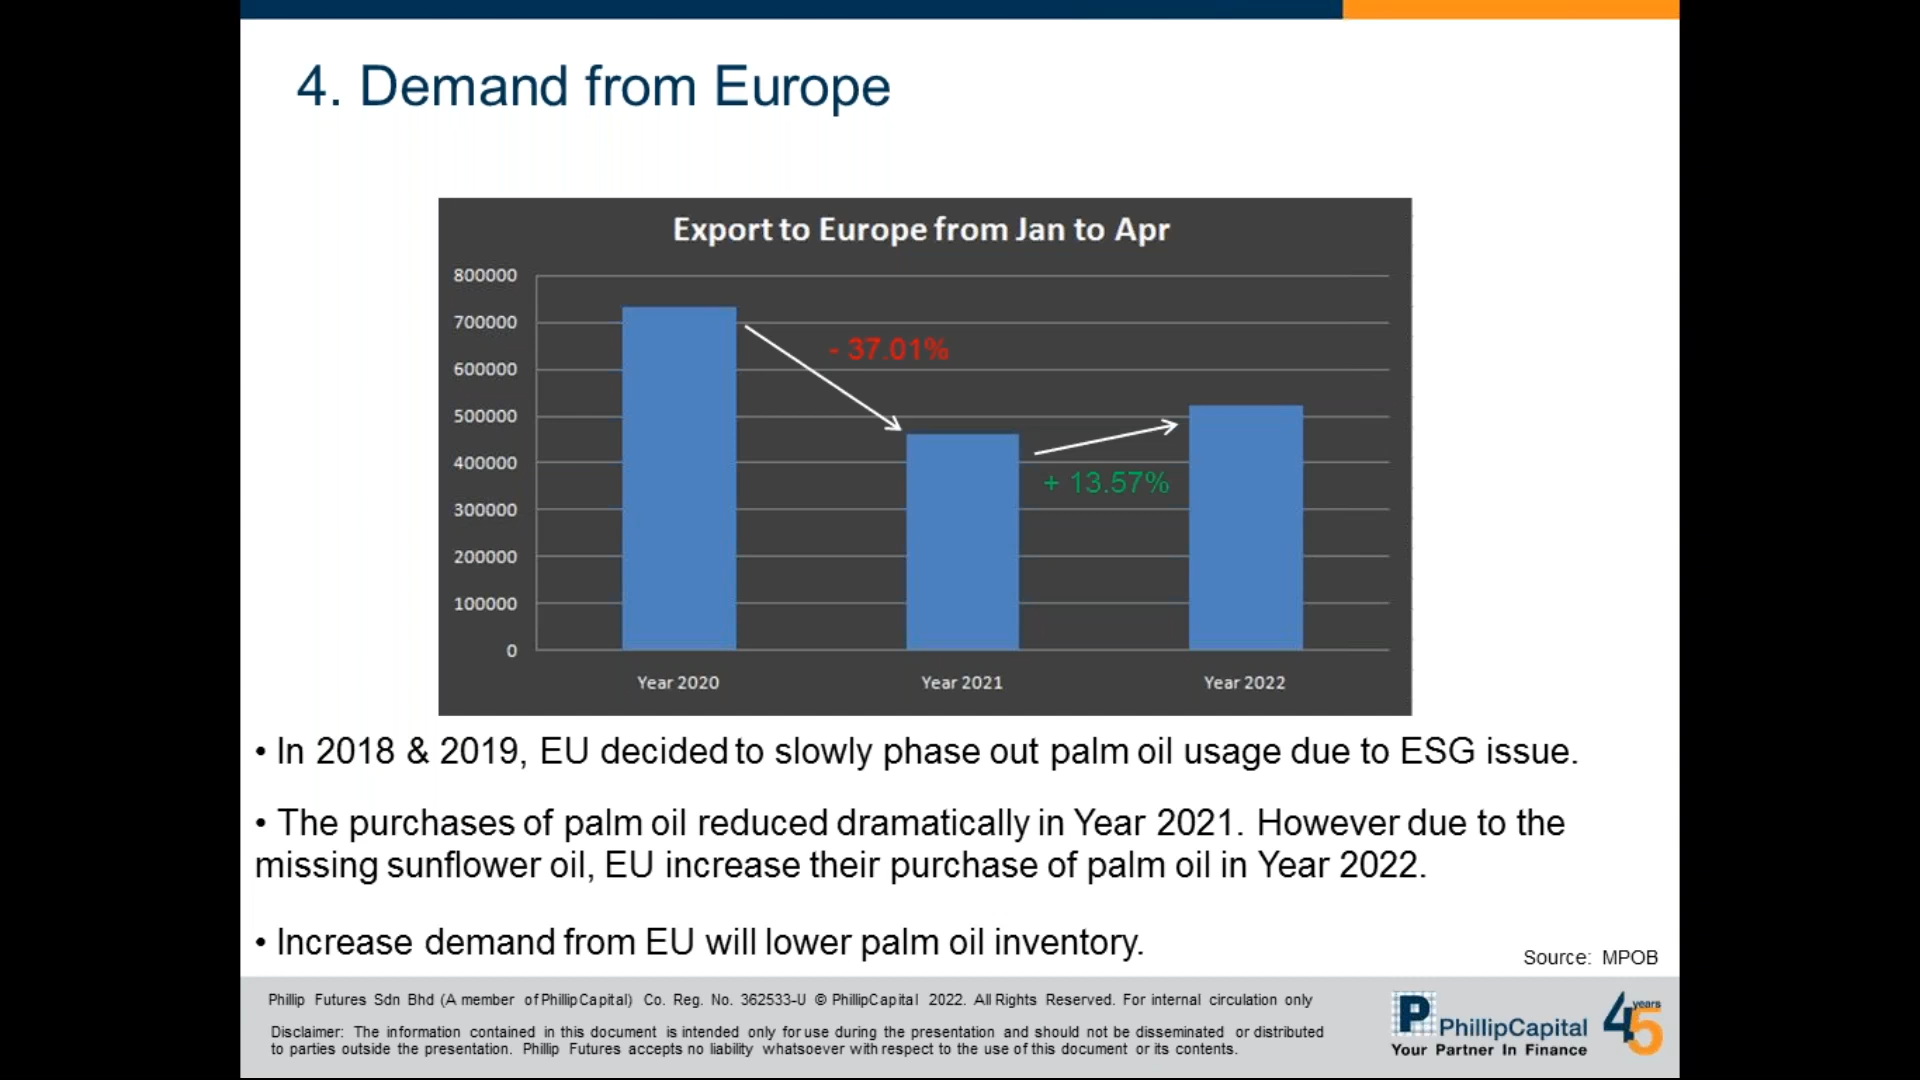 4. Demand from Europe
Export to Europe from Jan to Apr
800000
700000
600000
500000
400000
300000
200000
100000
0
- 37.01%
+ 13.57%
Year 2020
Year 2021
Year 2022
• In 2018 & 2019, EU decided to slowly phase out palm oil usage due to ESG issue.
• The purchases of palm oil reduced dramatically in Year 2021. However due to the
missing sunflower oil, EU increase their purchase of palm oil in Year 2022.
• Increase demand from EU will lower palm oil inventory.
Source: MPOB
Phillip Futures Sdn Bhd (A member of PhillipCapital) Co. Reg. No. 362533-U © PhillipCapital 2022. All Rights Reserved. For internal circulation only
Disclaimer: The information contained in this document is intended only for use during the presentation and should not be disseminated or distributed
to parties outside the presentation. Phillip Futures accepts no liability whatsoever with respect to the use of this document or its contents.
P PhillipCapital
Your Partner In Finance
45 years